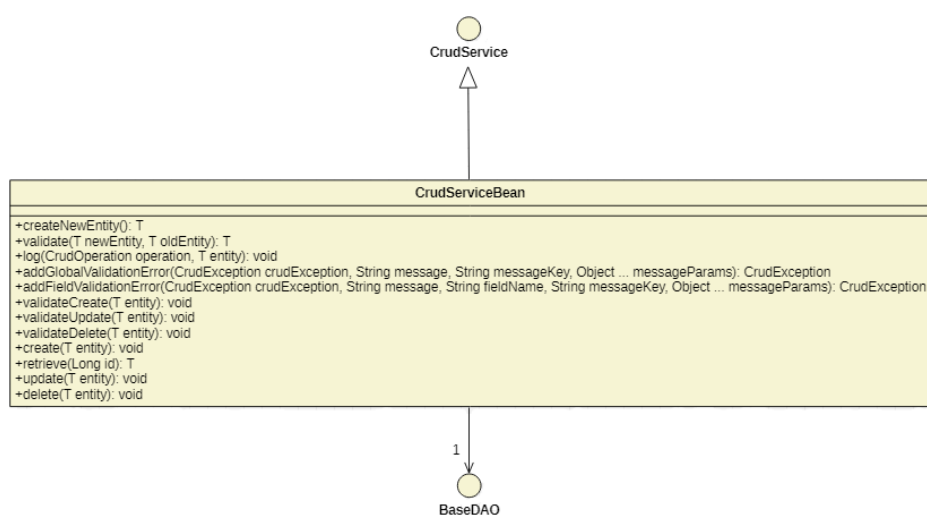 CrudService
CrudServiceBean
+createNewEntity(): T
+validate(T newEntity, T oldEntity): T
+log(CrudOperation operation, T entity): void
+addGlobalValidationError(CrudException crudException, String message, String messageKey, Object ... messageParams): CrudException
+addFieldValidationError(CrudException crudException, String message, String fieldName, String messageKey, Object ... messageParams): CrudException
+validateCreate(T entity): void
+validateUpdate(T entity): void
+validateDelete(T entity): void
+create(T entity): void
+retrieve(Long id): T
+update(T entity): void
+delete(T entity): void
1
BaseDAO